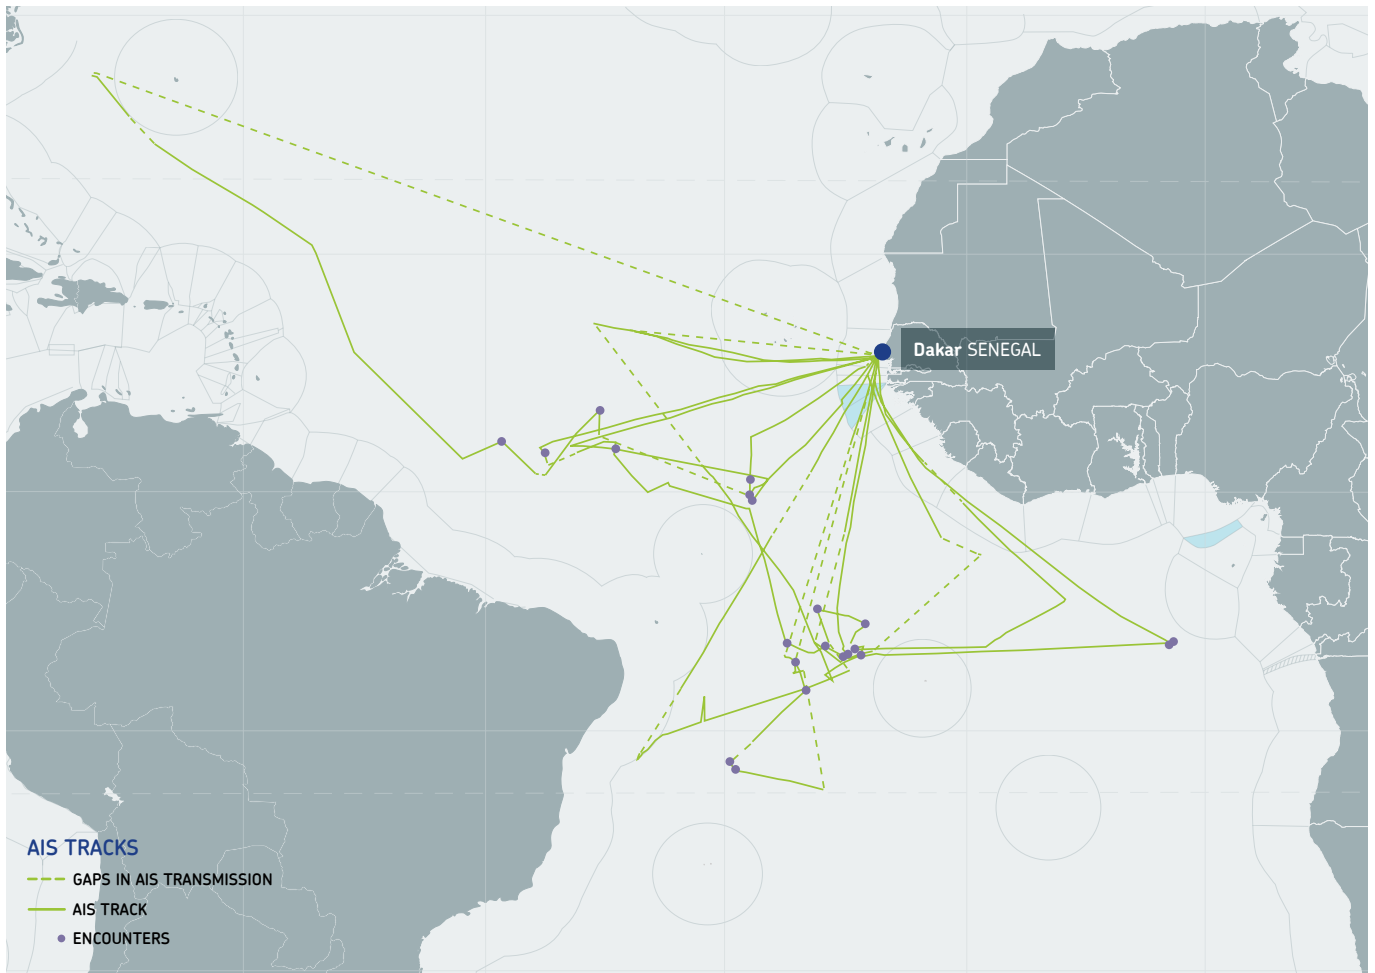 Dakar SENEGAL
AIS TRACKS
GAPS IN AIS TRANSMISSION
AIS TRACK
ENCOUNTERS